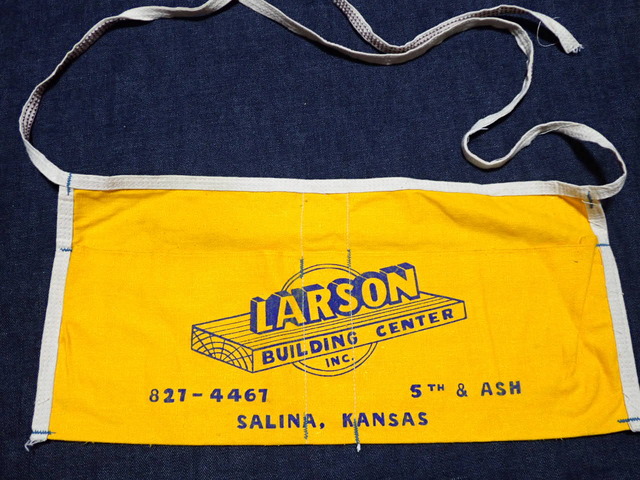 LARSON
BUILDING CENTER
INC.
827-4467 5TH & ASH
SALINA, KANSAS